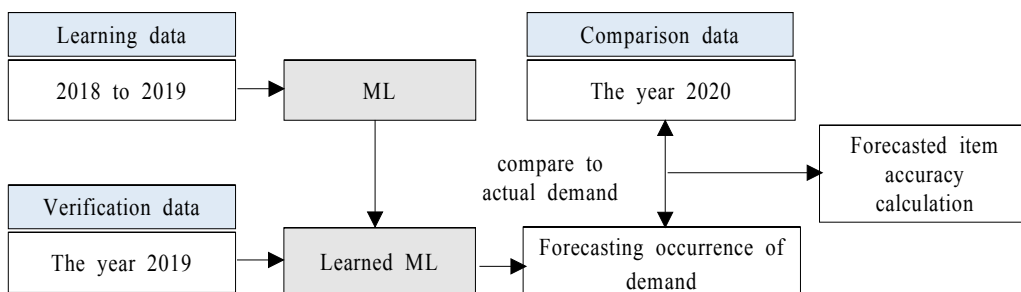 Learning data
2018 to 2019
ML
Comparison data
The year 2020
compare to
actual demand
Forecasted item
accuracy
calculation
Verification data
The year 2019
Learned ML
Forecasting occurrence of
demand